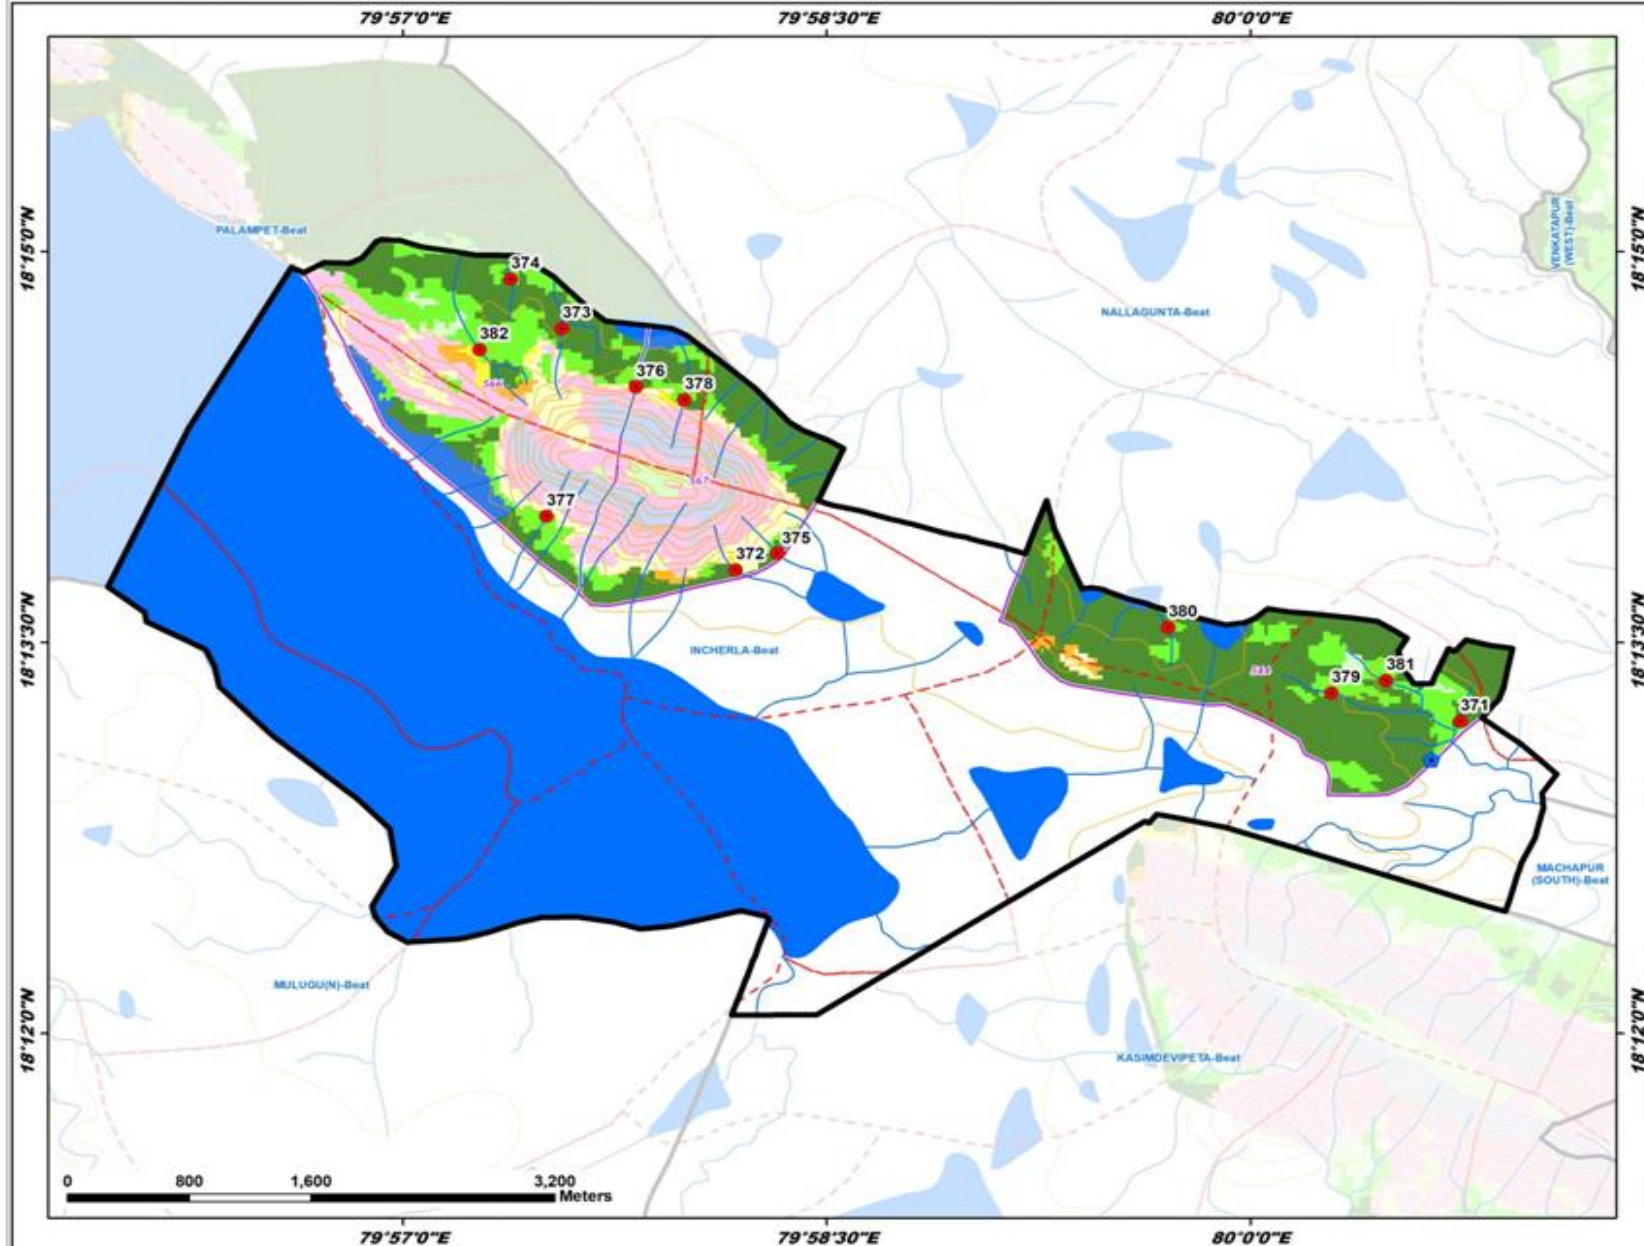 79°57'0"E
79°58'30"E
80°0'0"E
18°15'0"N
18°15'0"N
PALAMPET-Beat
VENKATAPUR
(WEST)-Beat
374
NALLAGUNTA-Beat
373
382
376
378
566
567
377
375
372
18°13'30"N
18°13'30"N
380
INCHERLA-Beat
381
379
371
MACHAPUR
(SOUTH)-Beat
MULUGU(N)-Beat
18°12'0"N
18°12'0"N
KASIMDEVIPETA-Beat
0
800
1,600
3,200
Meters
79°57'0"E
79°58'30"E
80°0'0"E